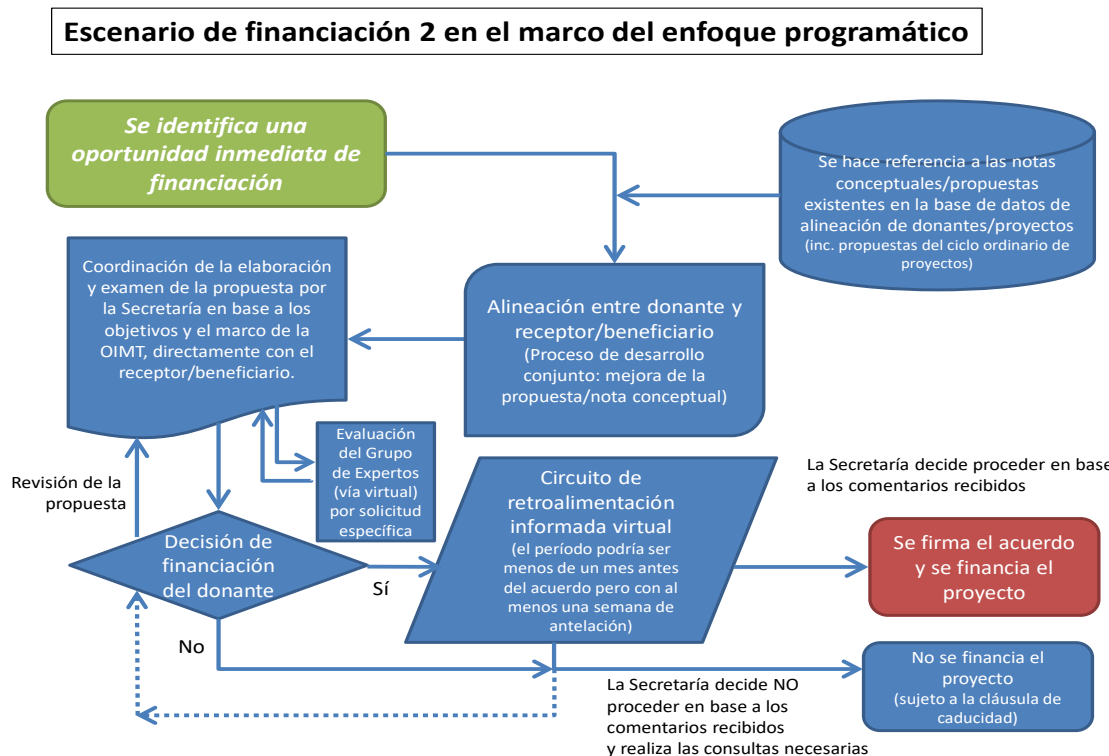 Escenario de financiación 2 en el marco del enfoque programático
Se identifica una
oportunidad inmediata de
financiación
Se hace referencia a las notas
conceptuales/propuestas
existentes en la base de datos de
alineación de donantes/proyectos
(inc. propuestas del ciclo ordinario de
proyectos)
Coordinación de la elaboración
y examen de la propuesta por
la Secretaría en base a los
objetivos y el marco de la
OIMT, directamente con el
receptor/beneficiario.
Alineación entre donante y
receptor/beneficiario
(Proceso de desarrollo
conjunto: mejora de la
propuesta/nota conceptual)
Evaluación
del Grupo
de Expertos
(vía virtual)
por solicitud
específica
Revisión de la
propuesta
Decisión de
financiación
del donante
Sí
No
Circuito de
retroalimentación
informada virtual
(el período podría ser
menos de un mes antes
del acuerdo pero con al
menos una semana de
antelación)
La Secretaría decide proceder en base
a los comentarios recibidos
Se firma el acuerdo
y se financia el
proyecto
No se financia el
proyecto
(sujeto a la cláusula de
caducidad)
La Secretaría decide NO
proceder en base a los
comentarios recibidos
y realiza las consultas necesarias